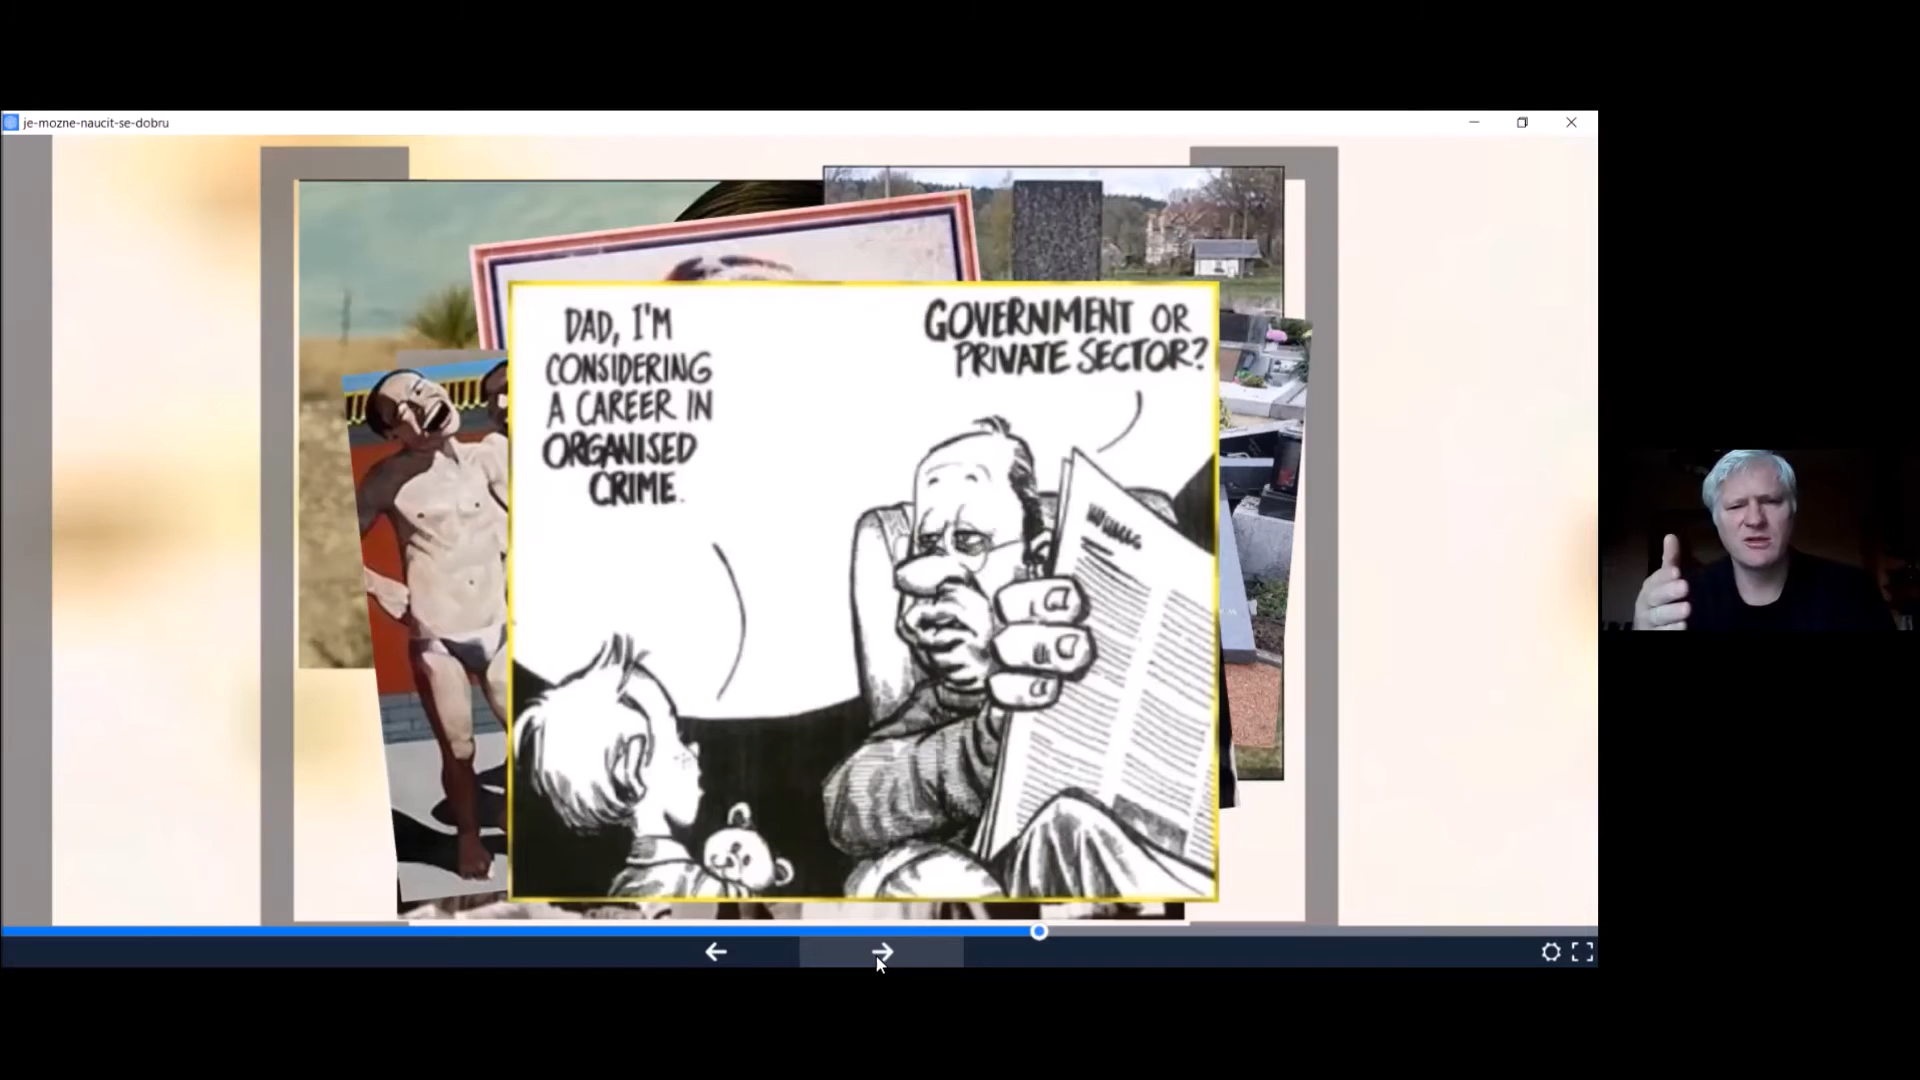 je-mozne-naucit-se-dobru
DAD, I'M
CONSIDERING
A CAREER IN
ORGANISED
CRIME.
GOVERNMENT OR
PRIVATE SECTOR?